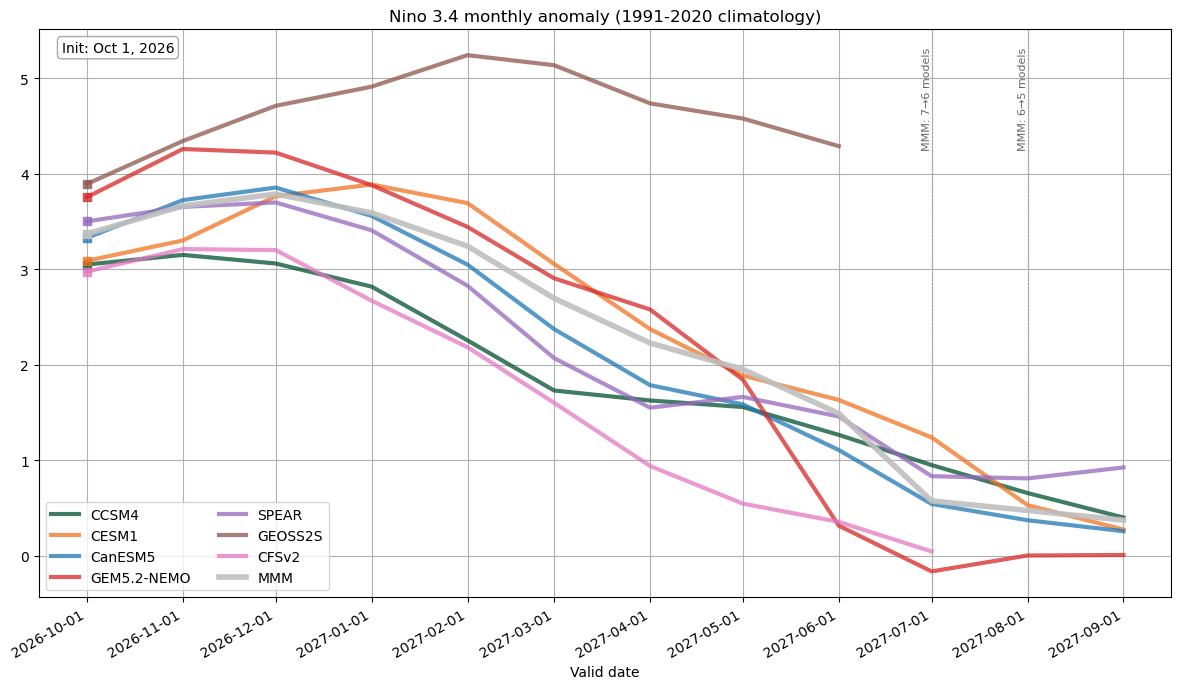 Nino 3.4 monthly anomaly (1991-2020 climatology)
Init: Oct 1, 2026
MMM: 7→6 models
MMM: 6→5 models
5
4
3
2
1
0
CCSM4
CESM1
CanESM5
GEM5.2-NEMO
SPEAR
GEOSS2S
CFSv2
MMM
2026-10-01
2026-11-01
2026-12-01
2027-01-01
2027-02-01
2027-03-01
2027-04-01
2027-05-01
2027-06-01
2027-07-01
2027-08-01
2027-09-01
Valid date